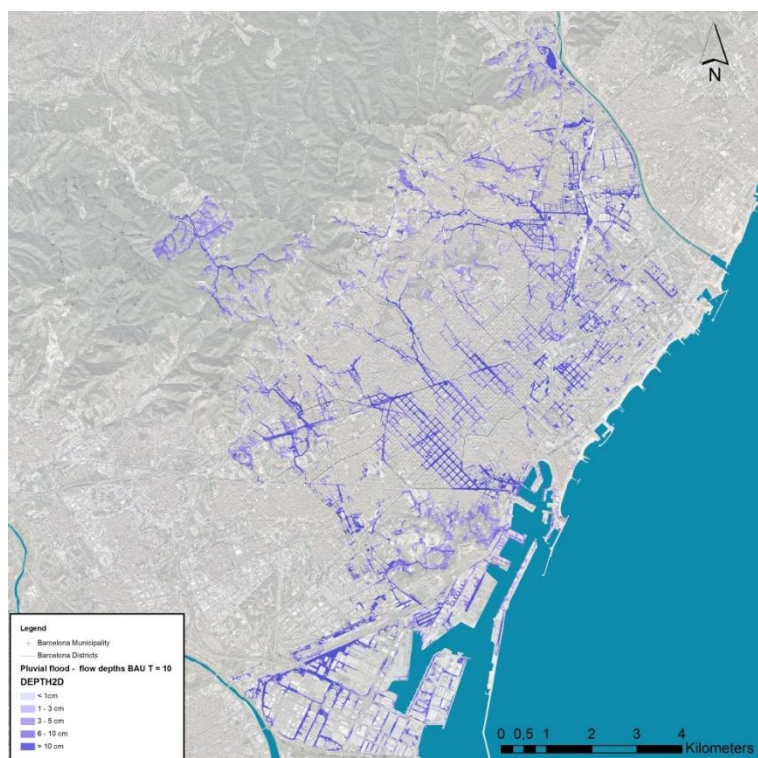 N
Legend
Barcelona Municipality
Barcelona Districts
Pluvial flood - flow depths BAU T = 10
DEPTH2D
< 1cm
1 - 3 cm
3 - 5 cm
6 - 10 cm
> 10 cm
0 0,5 1 2 3 4
Kilometers